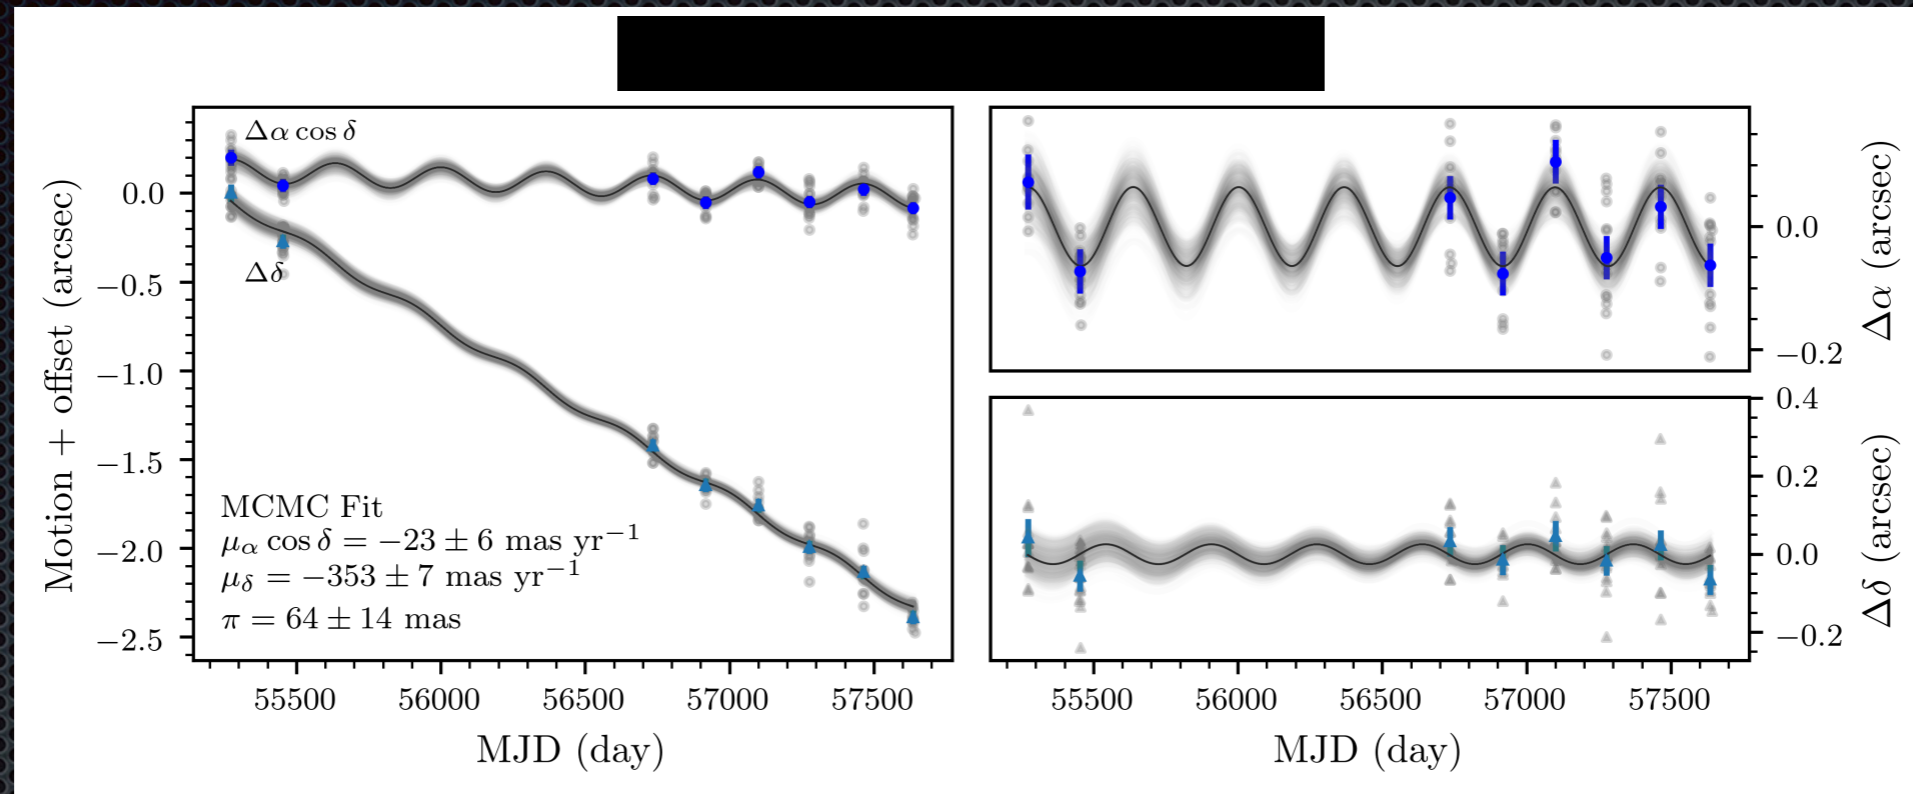 Motion + offset (arcsec)
0.0
−0.5
−1.0
−1.5
−2.0
−2.5
Δα cos δ
Δδ
MCMC Fit
μα cos δ = −23 ± 6 mas yr⁻¹
μδ = −353 ± 7 mas yr⁻¹
π = 64 ± 14 mas
55500 56000 56500 57000 57500
MJD (day)
0.0
−0.2
Δα (arcsec)
0.4
0.2
0.0
−0.2
Δδ (arcsec)
55500 56000 56500 57000 57500
MJD (day)